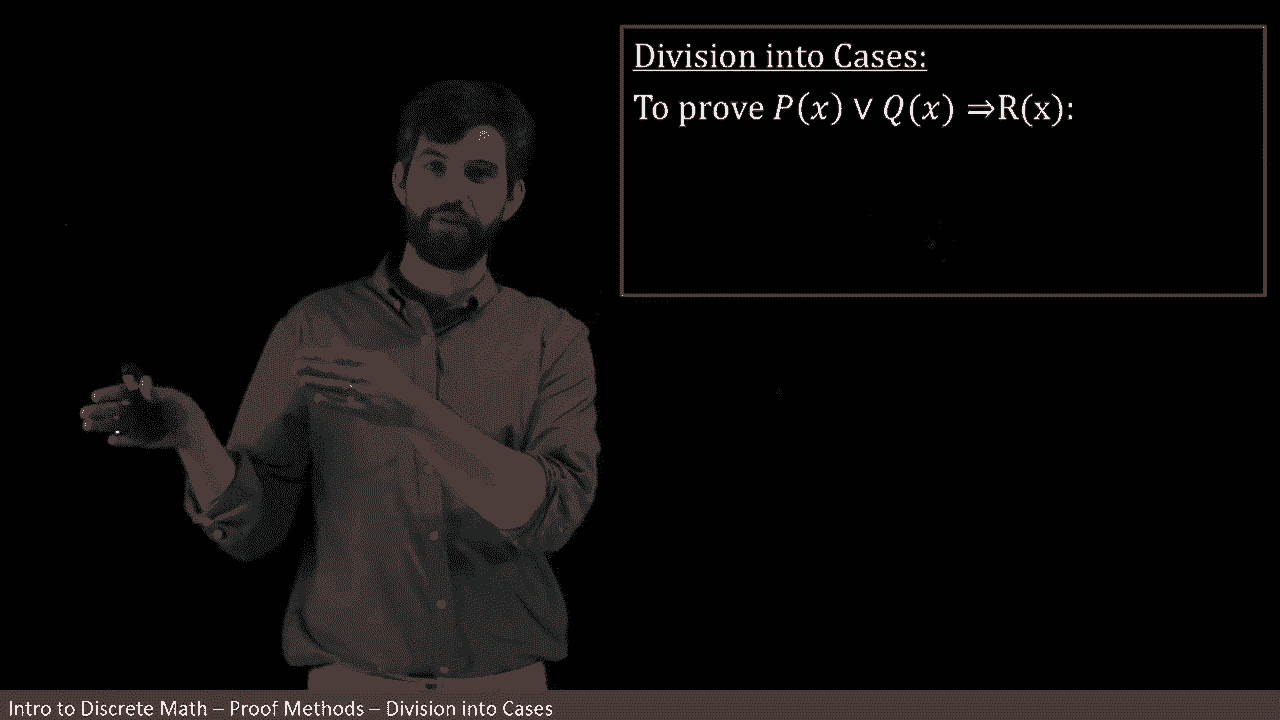 Division into Cases:
To prove P(x) ∨ Q(x) ⇒R(x):
Intro to Discrete Math – Proof Methods – Division into Cases